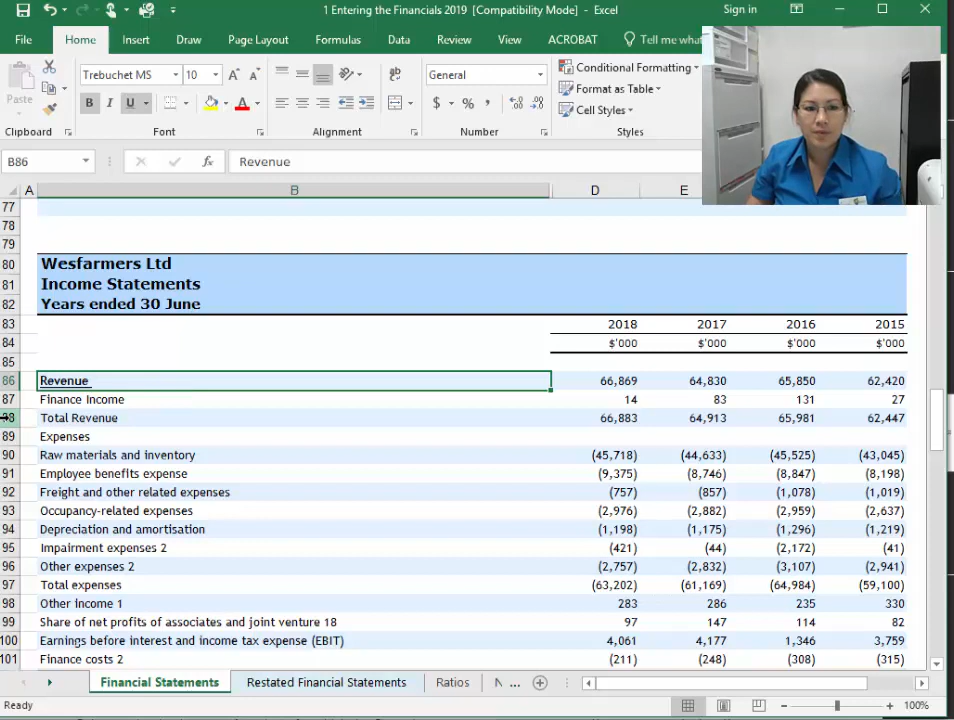 1 Entering the Financials 2019 [Compatibility Mode] - Excel
Sign in
File Home Insert Draw Page Layout Formulas Data Review View ACROBAT Tell me what
Paste
Trebuchet MS 10 A A
General
Conditional Formatting
Format as Table
Cell Styles
B I U A
$ % ,
Clipboard Font Alignment Number Styles
B86 fx Revenue
A B D E
77
78
79
80 Wesfarmers Ltd
81 Income Statements
82 Years ended 30 June
83 2018 2017 2016 2015
84 $'000 $'000 $'000 $'000
85
86 Revenue 66,869 64,830 65,850 62,420
87 Finance Income 14 83 131 27
Total Revenue 66,883 64,913 65,981 62,447
89 Expenses
90 Raw materials and inventory (45,718) (44,633) (45,525) (43,045)
91 Employee benefits expense (9,375) (8,746) (8,847) (8,198)
92 Freight and other related expenses (757) (857) (1,078) (1,019)
93 Occupancy-related expenses (2,976) (2,882) (2,959) (2,637)
94 Depreciation and amortisation (1,198) (1,175) (1,296) (1,219)
95 Impairment expenses 2 (421) (44) (2,172) (41)
96 Other expenses 2 (2,757) (2,832) (3,107) (2,941)
97 Total expenses (63,202) (61,169) (64,984) (59,100)
98 Other income 1 283 286 235 330
99 Share of net profits of associates and joint venture 18 97 147 114 82
100 Earnings before interest and income tax expense (EBIT) 4,061 4,177 1,346 3,759
101 Finance costs 2 (211) (248) (308) (315)
Financial Statements Restated Financial Statements Ratios ...
Ready
100%